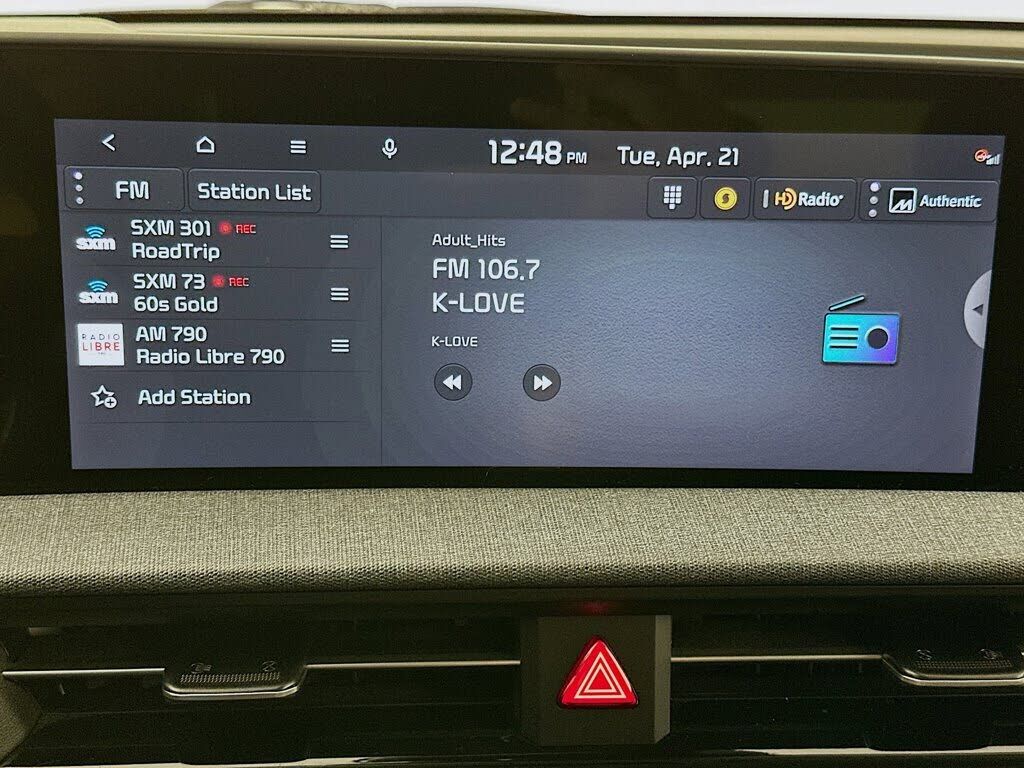 12:48 PM Tue, Apr. 21
FM Station List HD Radio Authentic
sxm SXM 301 REC
RoadTrip
sxm SXM 73 REC
60s Gold
RADIO LIBRE AM 790
Radio Libre 790
Add Station
Adult_Hits
FM 106.7
K-LOVE
K-LOVE